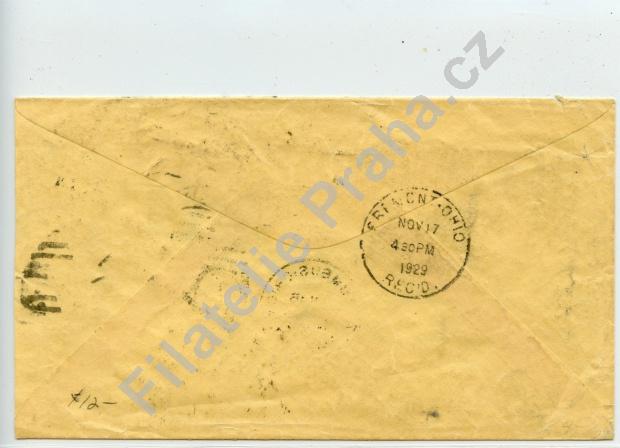 Filatelie Praha.cz
FREMONT, OHIO
NOV 17
4 30 PM
1929
REC'D.
$12-